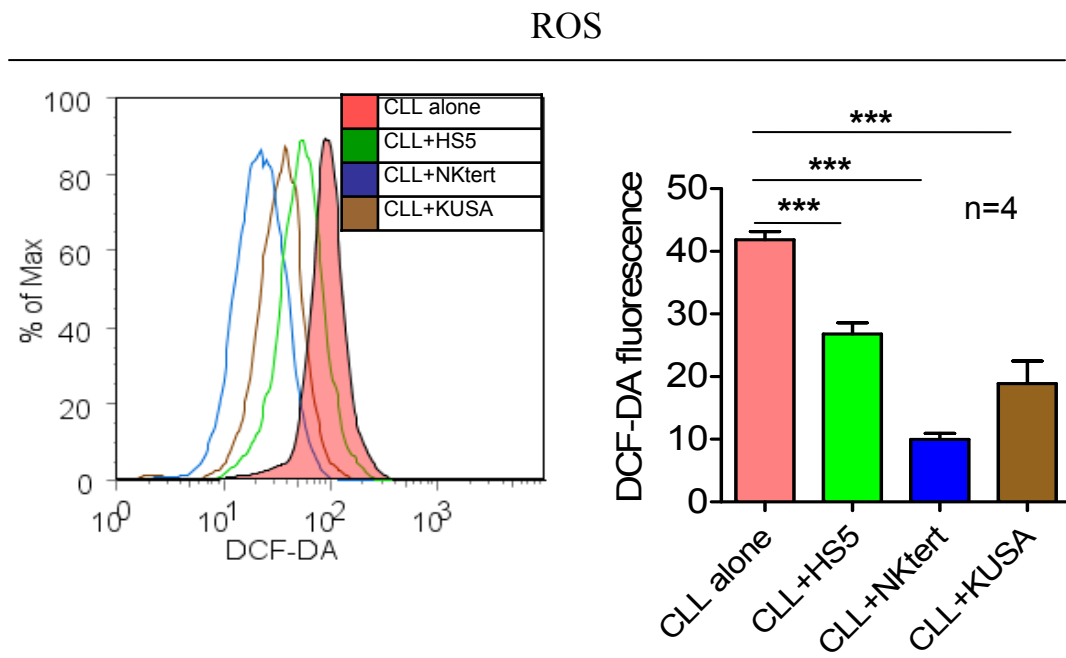 ROS
100
80
60
40
20
0
% of Max
10^0 10^1 10^2 10^3
DCF-DA
CLL alone
CLL+HS5
CLL+NKtert
CLL+KUSA
***
***
***
n=4
50
40
30
20
10
0
DCF-DA fluorescence
CLL alone
CLL+HS5
CLL+NKtert
CLL+KUSA